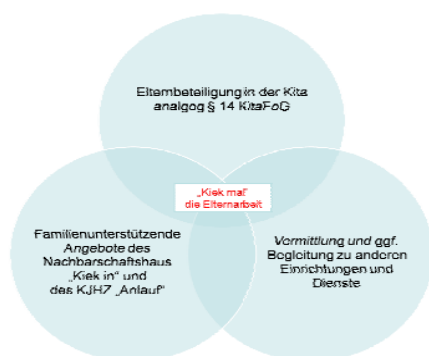 Elternbeteiligung in der Kita
analgog § 14 KitaFöG
„Kiek mal“
die Elternarbeit
Familienunterstützende
Angebote des
Nachbarschaftshaus
„Kiek in“ und
des KJHZ „Anlauf“
Vermittlung und ggf.
Begleitung zu anderen
Einrichtungen und
Dienste